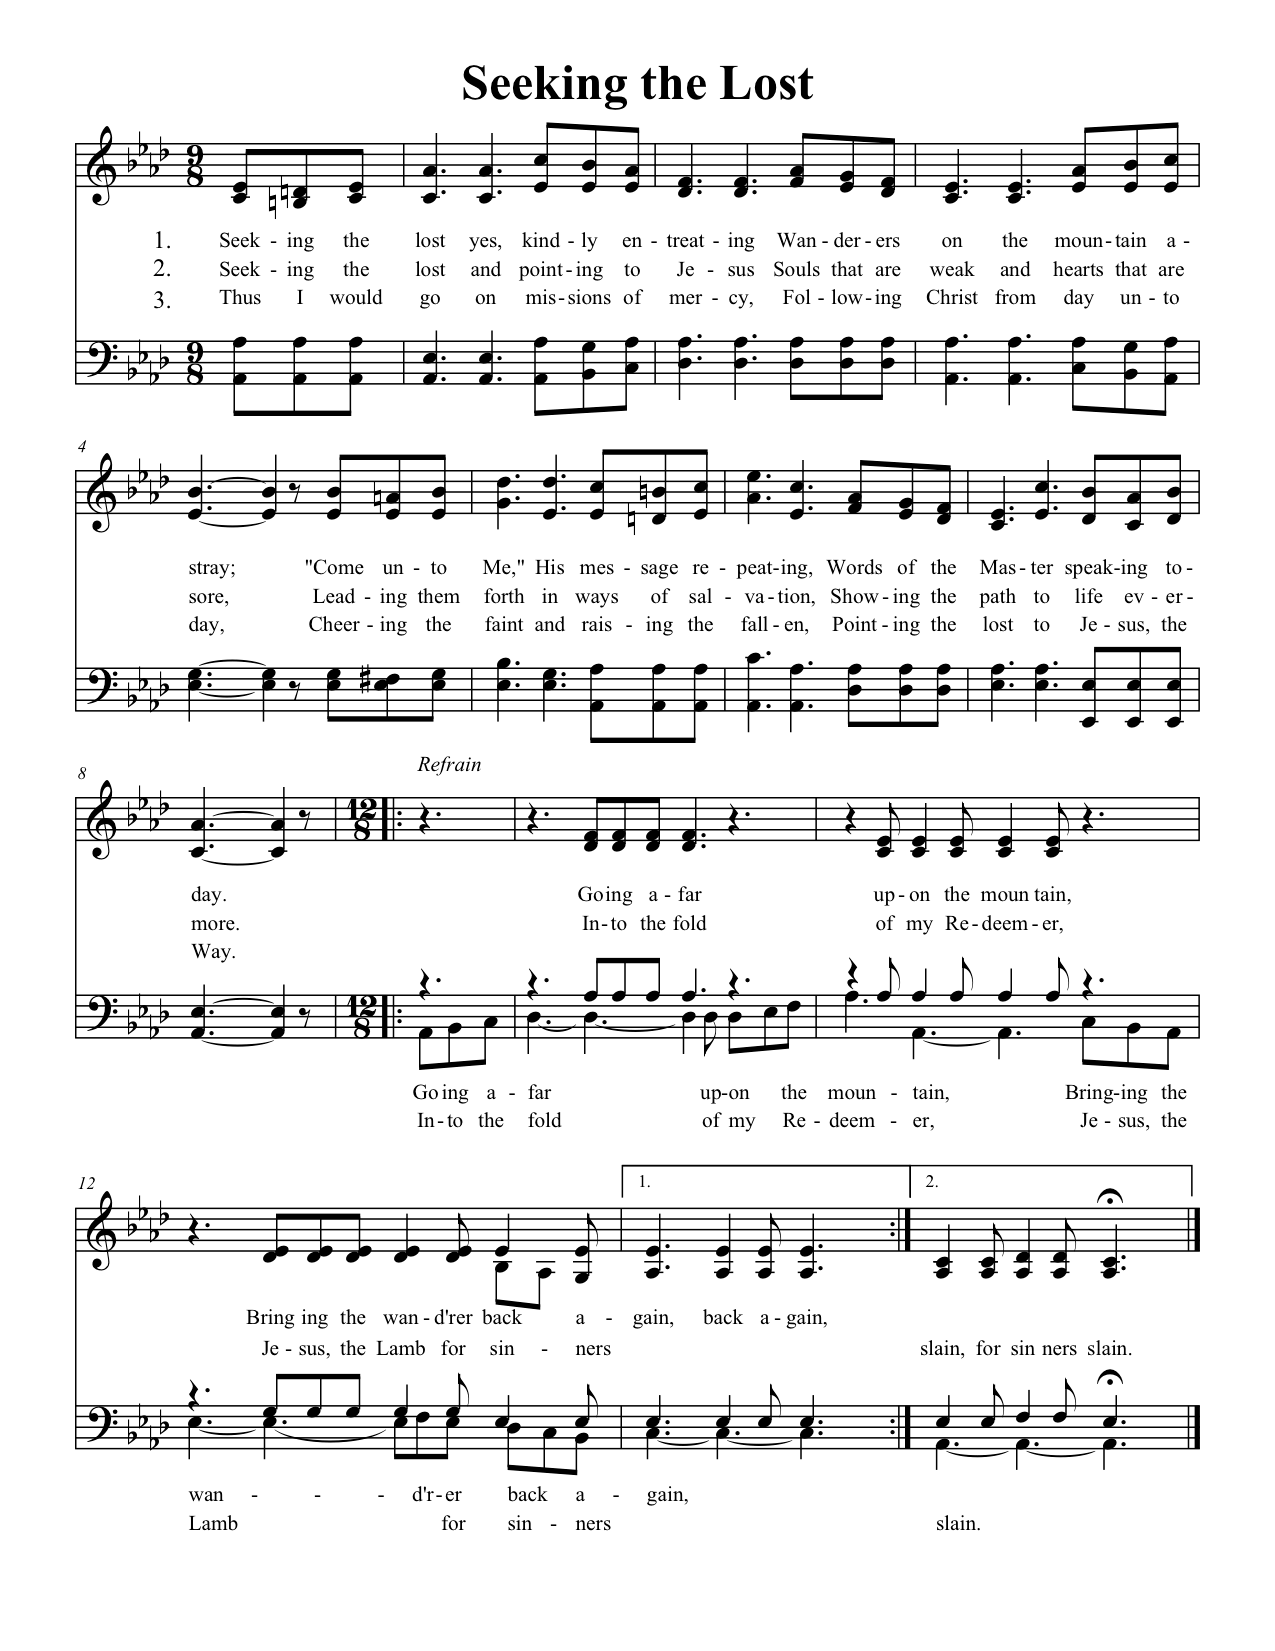 Seeking the Lost
9
8
1. Seek - ing the lost yes, kind - ly en - treat - ing Wan - der - ers on the moun - tain a -
2. Seek - ing the lost and point - ing to Je - sus Souls that are weak and hearts that are
3. Thus I would go on mis - sions of mer - cy, Fol - low - ing Christ from day un - to
9
8
4
stray; "Come un - to Me," His mes - sage re - peat - ing, Words of the Mas - ter speak - ing to -
sore, Lead - ing them forth in ways of sal - va - tion, Show - ing the path to life ev - er -
day, Cheer - ing the faint and rais - ing the fall - en, Point - ing the lost to Je - sus, the
Refrain
8
12
8
day. Going a - far up - on the moun tain,
more. In - to the fold of my Re - deem - er,
Way.
12
8
Going a - far up - on the moun - tain, Bring - ing the
In - to the fold of my Re - deem - er, Je - sus, the
12 1. 2.
Bring ing the wan - d'rer back a - gain, back a - gain,
Je - sus, the Lamb for sin - ners slain, for sin ners slain.
wan - - - d'r - er back a - gain,
Lamb for sin - ners slain.